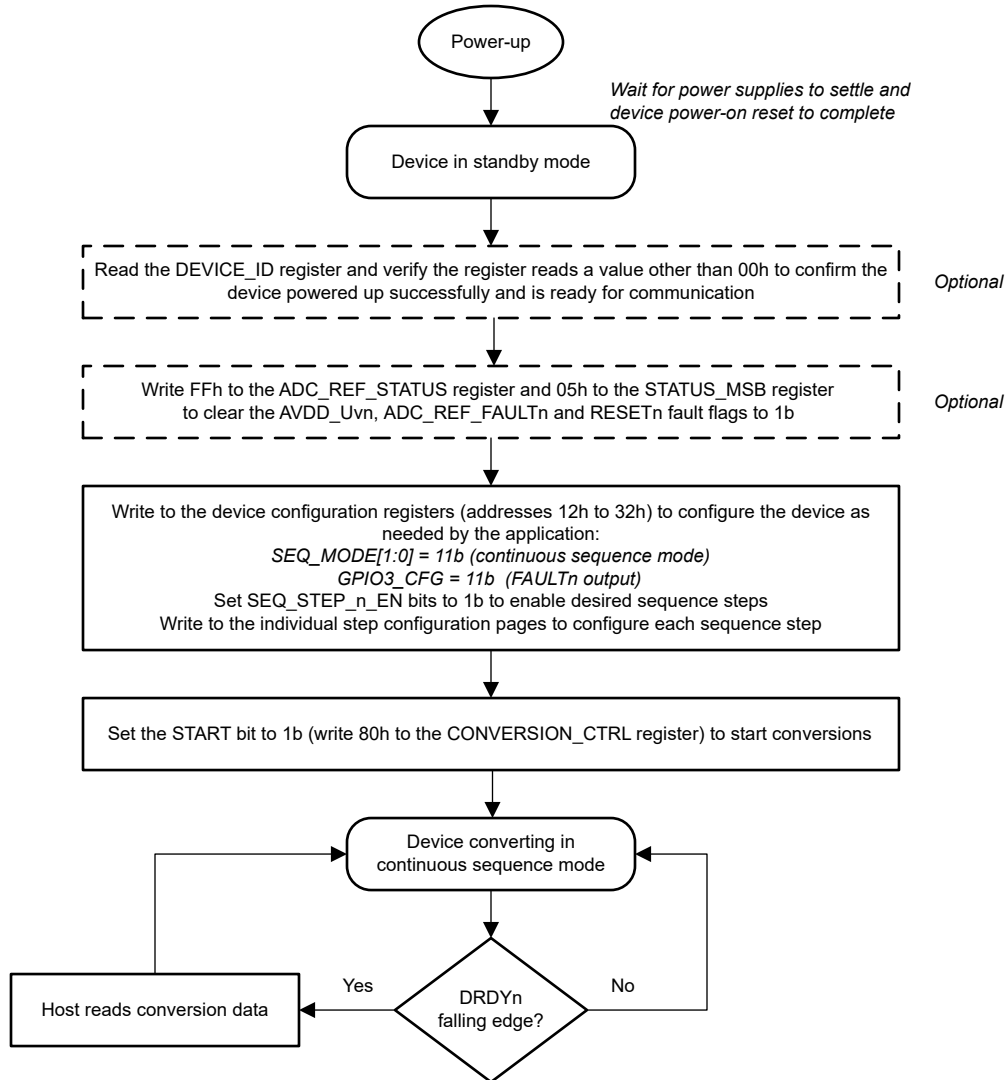 Power-up
Wait for power supplies to settle and
device power-on reset to complete
Device in standby mode
Read the DEVICE_ID register and verify the register reads a value other than 00h to confirm the
device powered up successfully and is ready for communication
Optional
Write FFh to the ADC_REF_STATUS register and 05h to the STATUS_MSB register
to clear the AVDD_Uvn, ADC_REF_FAULTn and RESETn fault flags to 1b
Optional
Write to the device configuration registers (addresses 12h to 32h) to configure the device as
needed by the application:
SEQ_MODE[1:0] = 11b (continuous sequence mode)
GPIO3_CFG = 11b (FAULTn output)
Set SEQ_STEP_n_EN bits to 1b to enable desired sequence steps
Write to the individual step configuration pages to configure each sequence step
Set the START bit to 1b (write 80h to the CONVERSION_CTRL register) to start conversions
Device converting in
continuous sequence mode
Yes
No
DRDYn
falling edge?
Host reads conversion data